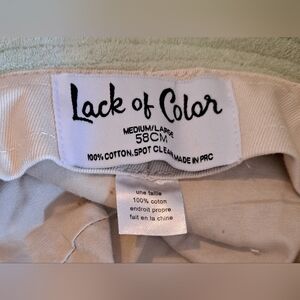 Lack of Color
MEDIUM/LARGE
58CM
100% COTTON, SPOT CLEAN, MADE IN PRC
une taille
100% coton
endroit propre
fait en la chine